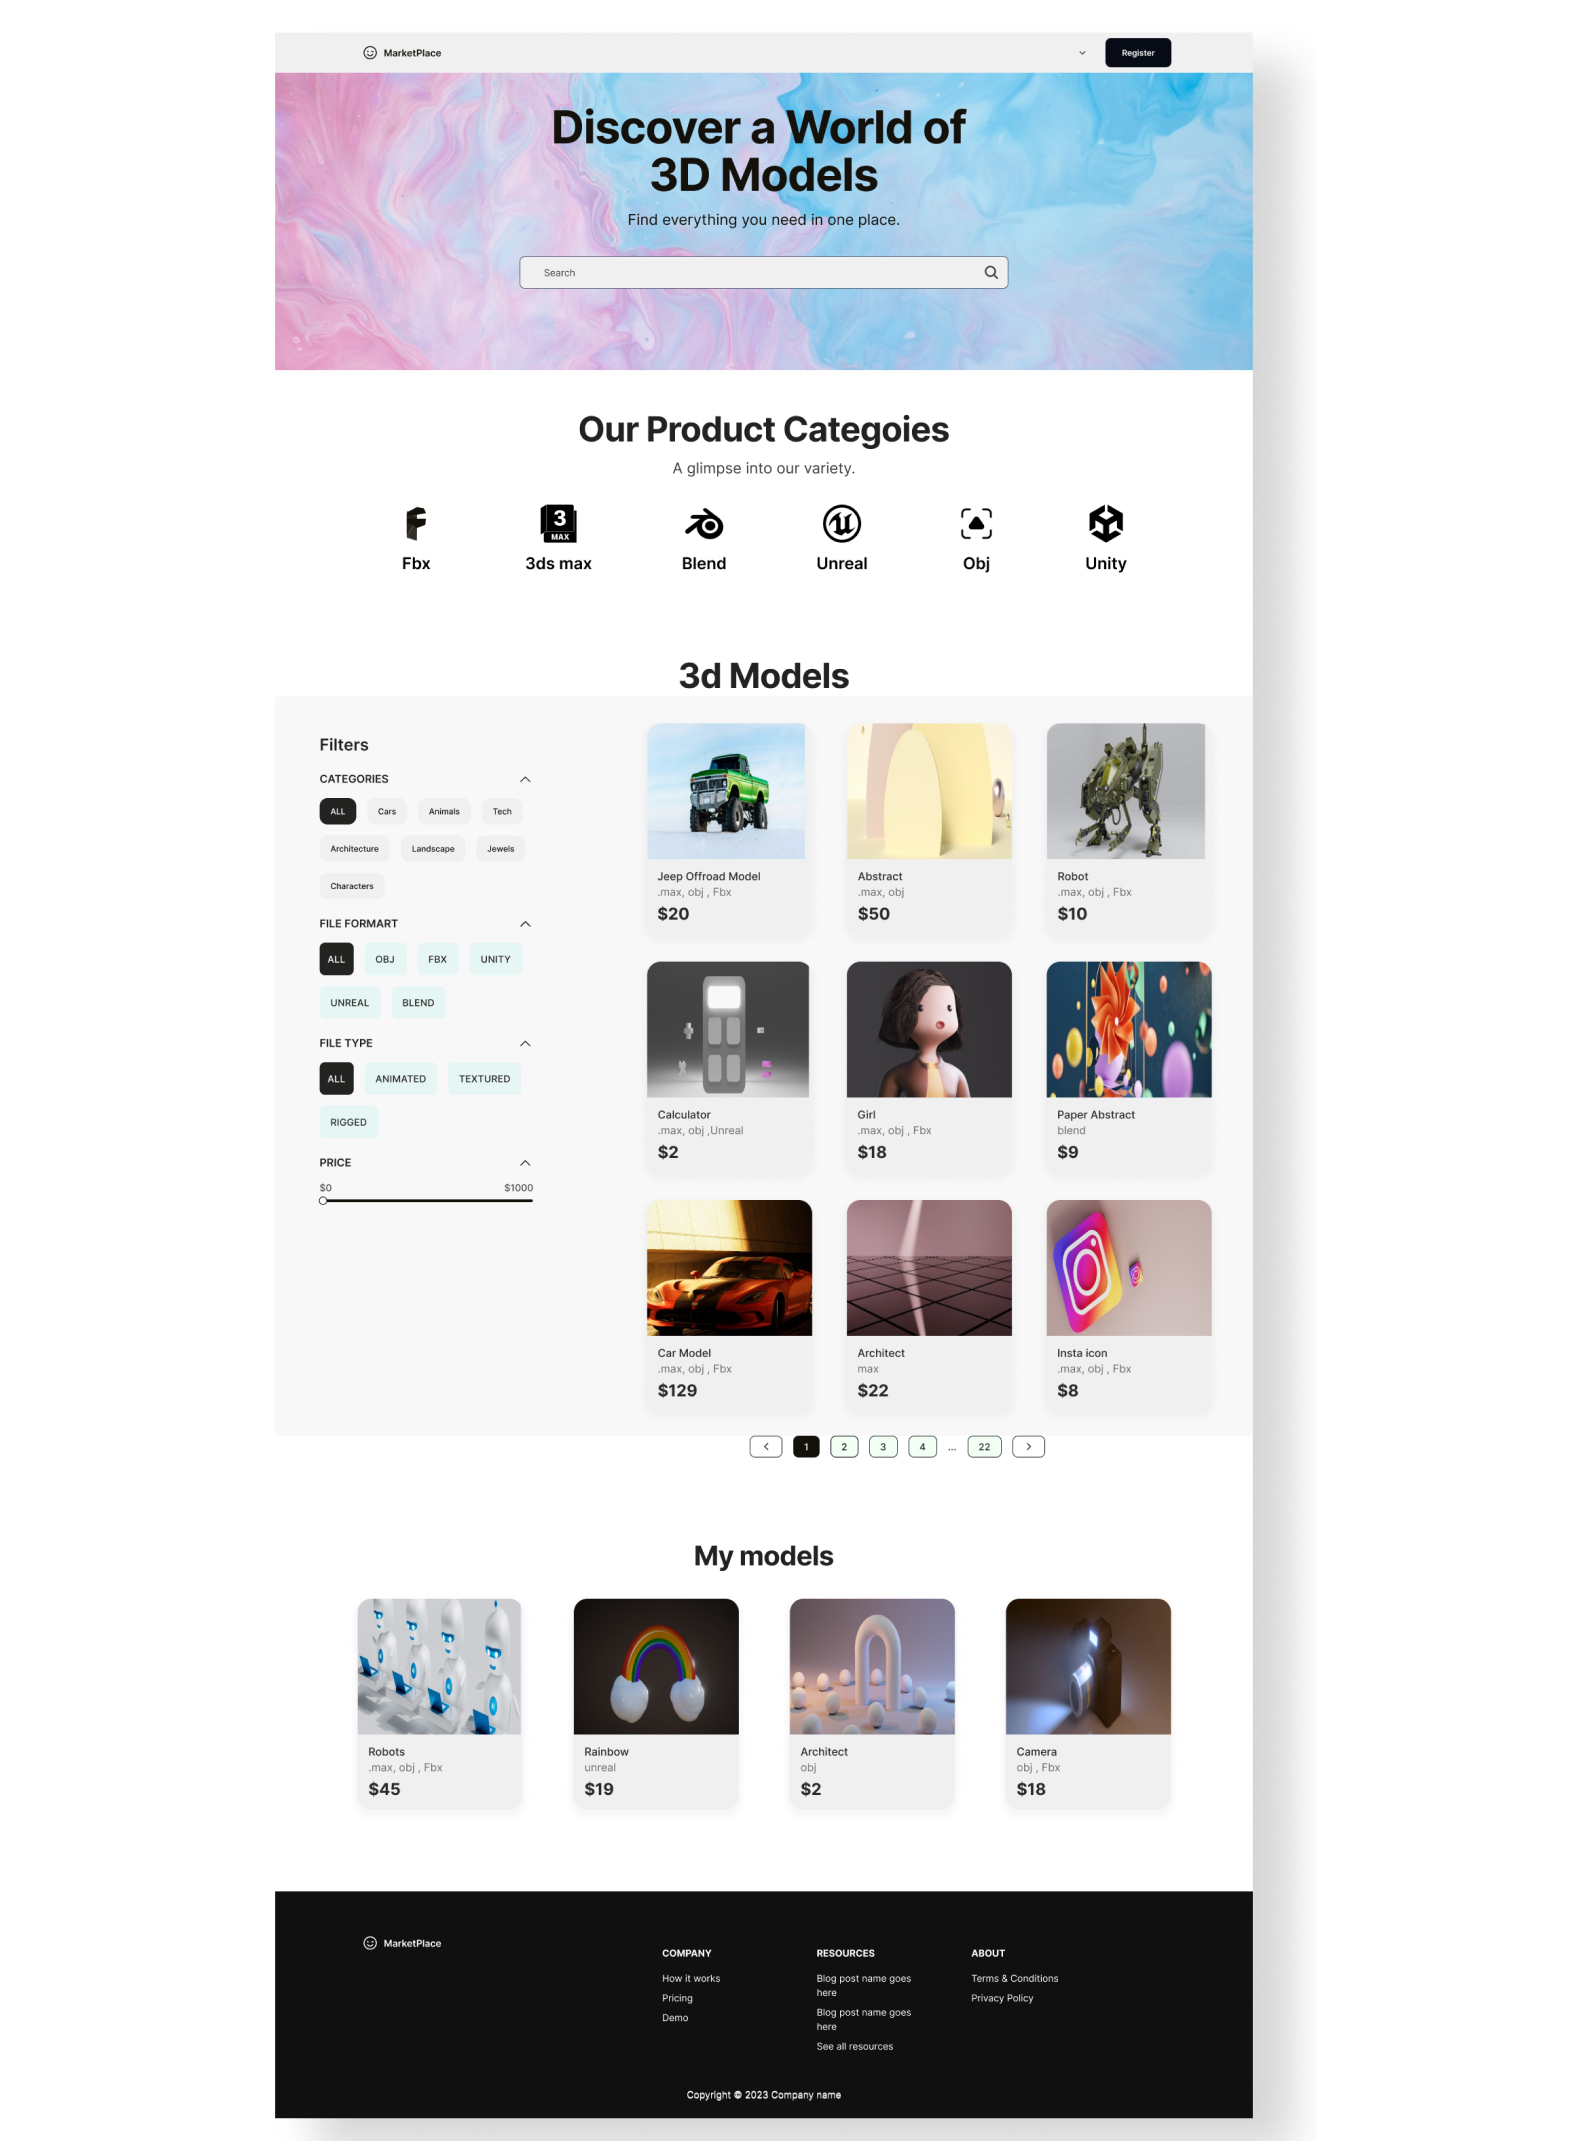 MarketPlace
Register
Discover a World of
3D Models
Find everything you need in one place.
Search
Our Product Categoies
A glimpse into our variety.
Fbx
3
MAX
3ds max
Blend
Unreal
Obj
Unity
3d Models
Filters
CATEGORIES
ALL Cars Animals Tech
Architecture Landscape Jewels
Characters
FILE FORMART
ALL OBJ FBX UNITY
UNREAL BLEND
FILE TYPE
ALL ANIMATED TEXTURED
RIGGED
PRICE
$0 $1000
Jeep Offroad Model
.max, obj , Fbx
$20
Abstract
.max, obj
$50
Robot
.max, obj , Fbx
$10
Calculator
.max, obj ,Unreal
$2
Girl
.max, obj , Fbx
$18
Paper Abstract
blend
$9
Car Model
.max, obj , Fbx
$129
Architect
max
$22
Insta icon
.max, obj , Fbx
$8
1 2 3 4 ... 22
My models
Robots
.max, obj , Fbx
$45
Rainbow
unreal
$19
Architect
obj
$2
Camera
obj , Fbx
$18
MarketPlace
COMPANY
How it works
Pricing
Demo
RESOURCES
Blog post name goes
here
Blog post name goes
here
See all resources
ABOUT
Terms & Conditions
Privacy Policy
Copyright © 2023 Company name